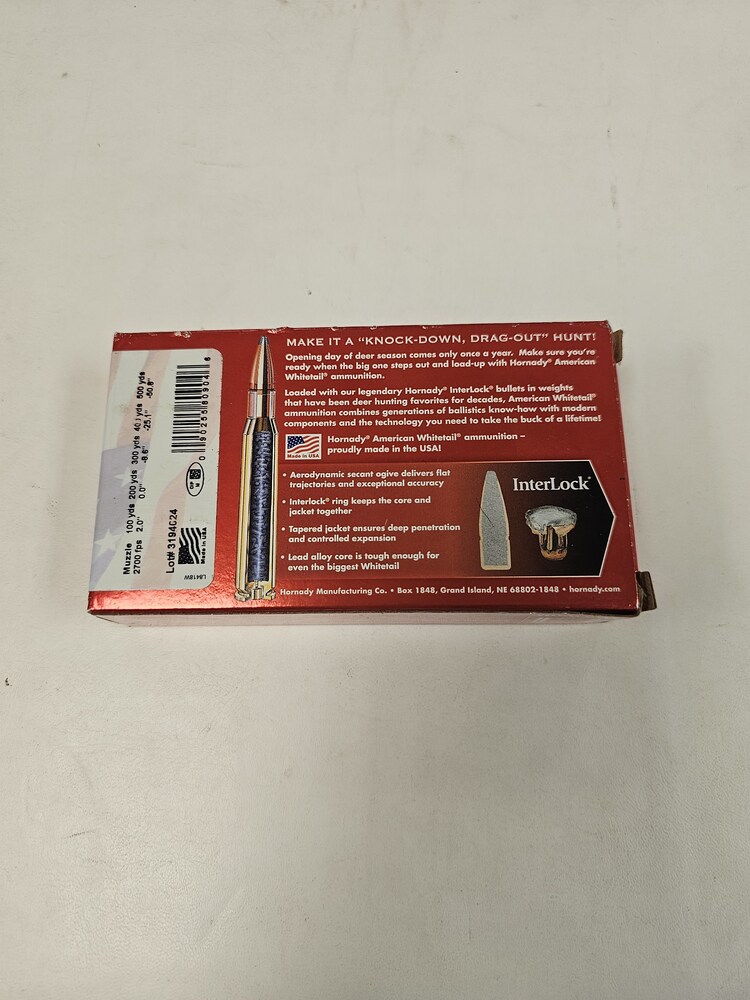 MAKE IT A “KNOCK-DOWN, DRAG-OUT” HUNT!
Opening day of deer season comes only once a year. Make sure you’re
ready when the big one steps out and load-up with Hornady® American
Whitetail® ammunition.
Loaded with our legendary Hornady® InterLock® bullets in weights
that have been deer hunting favorites for decades, American Whitetail®
ammunition combines generations of ballistics know-how with modern
components and the technology you need to take the buck of a lifetime!
Made in USA
Hornady® American Whitetail® ammunition –
proudly made in the USA!
• Aerodynamic secant ogive delivers flat
trajectories and exceptional accuracy
• Interlock® ring keeps the core and
jacket together
• Tapered jacket ensures deep penetration
and controlled expansion
• Lead alloy core is tough enough for
even the biggest Whitetail
InterLock®
Hornady Manufacturing Co. • Box 1848, Grand Island, NE 68802-1848 • hornady.com
Muzzle 100 yds 200 yds 300 yds 400 yds 500 yds
2700 fps 2.0" 0.0" -25.1"
Lot# 3194024
Made in USA
L8418W
0 90255 80904 6